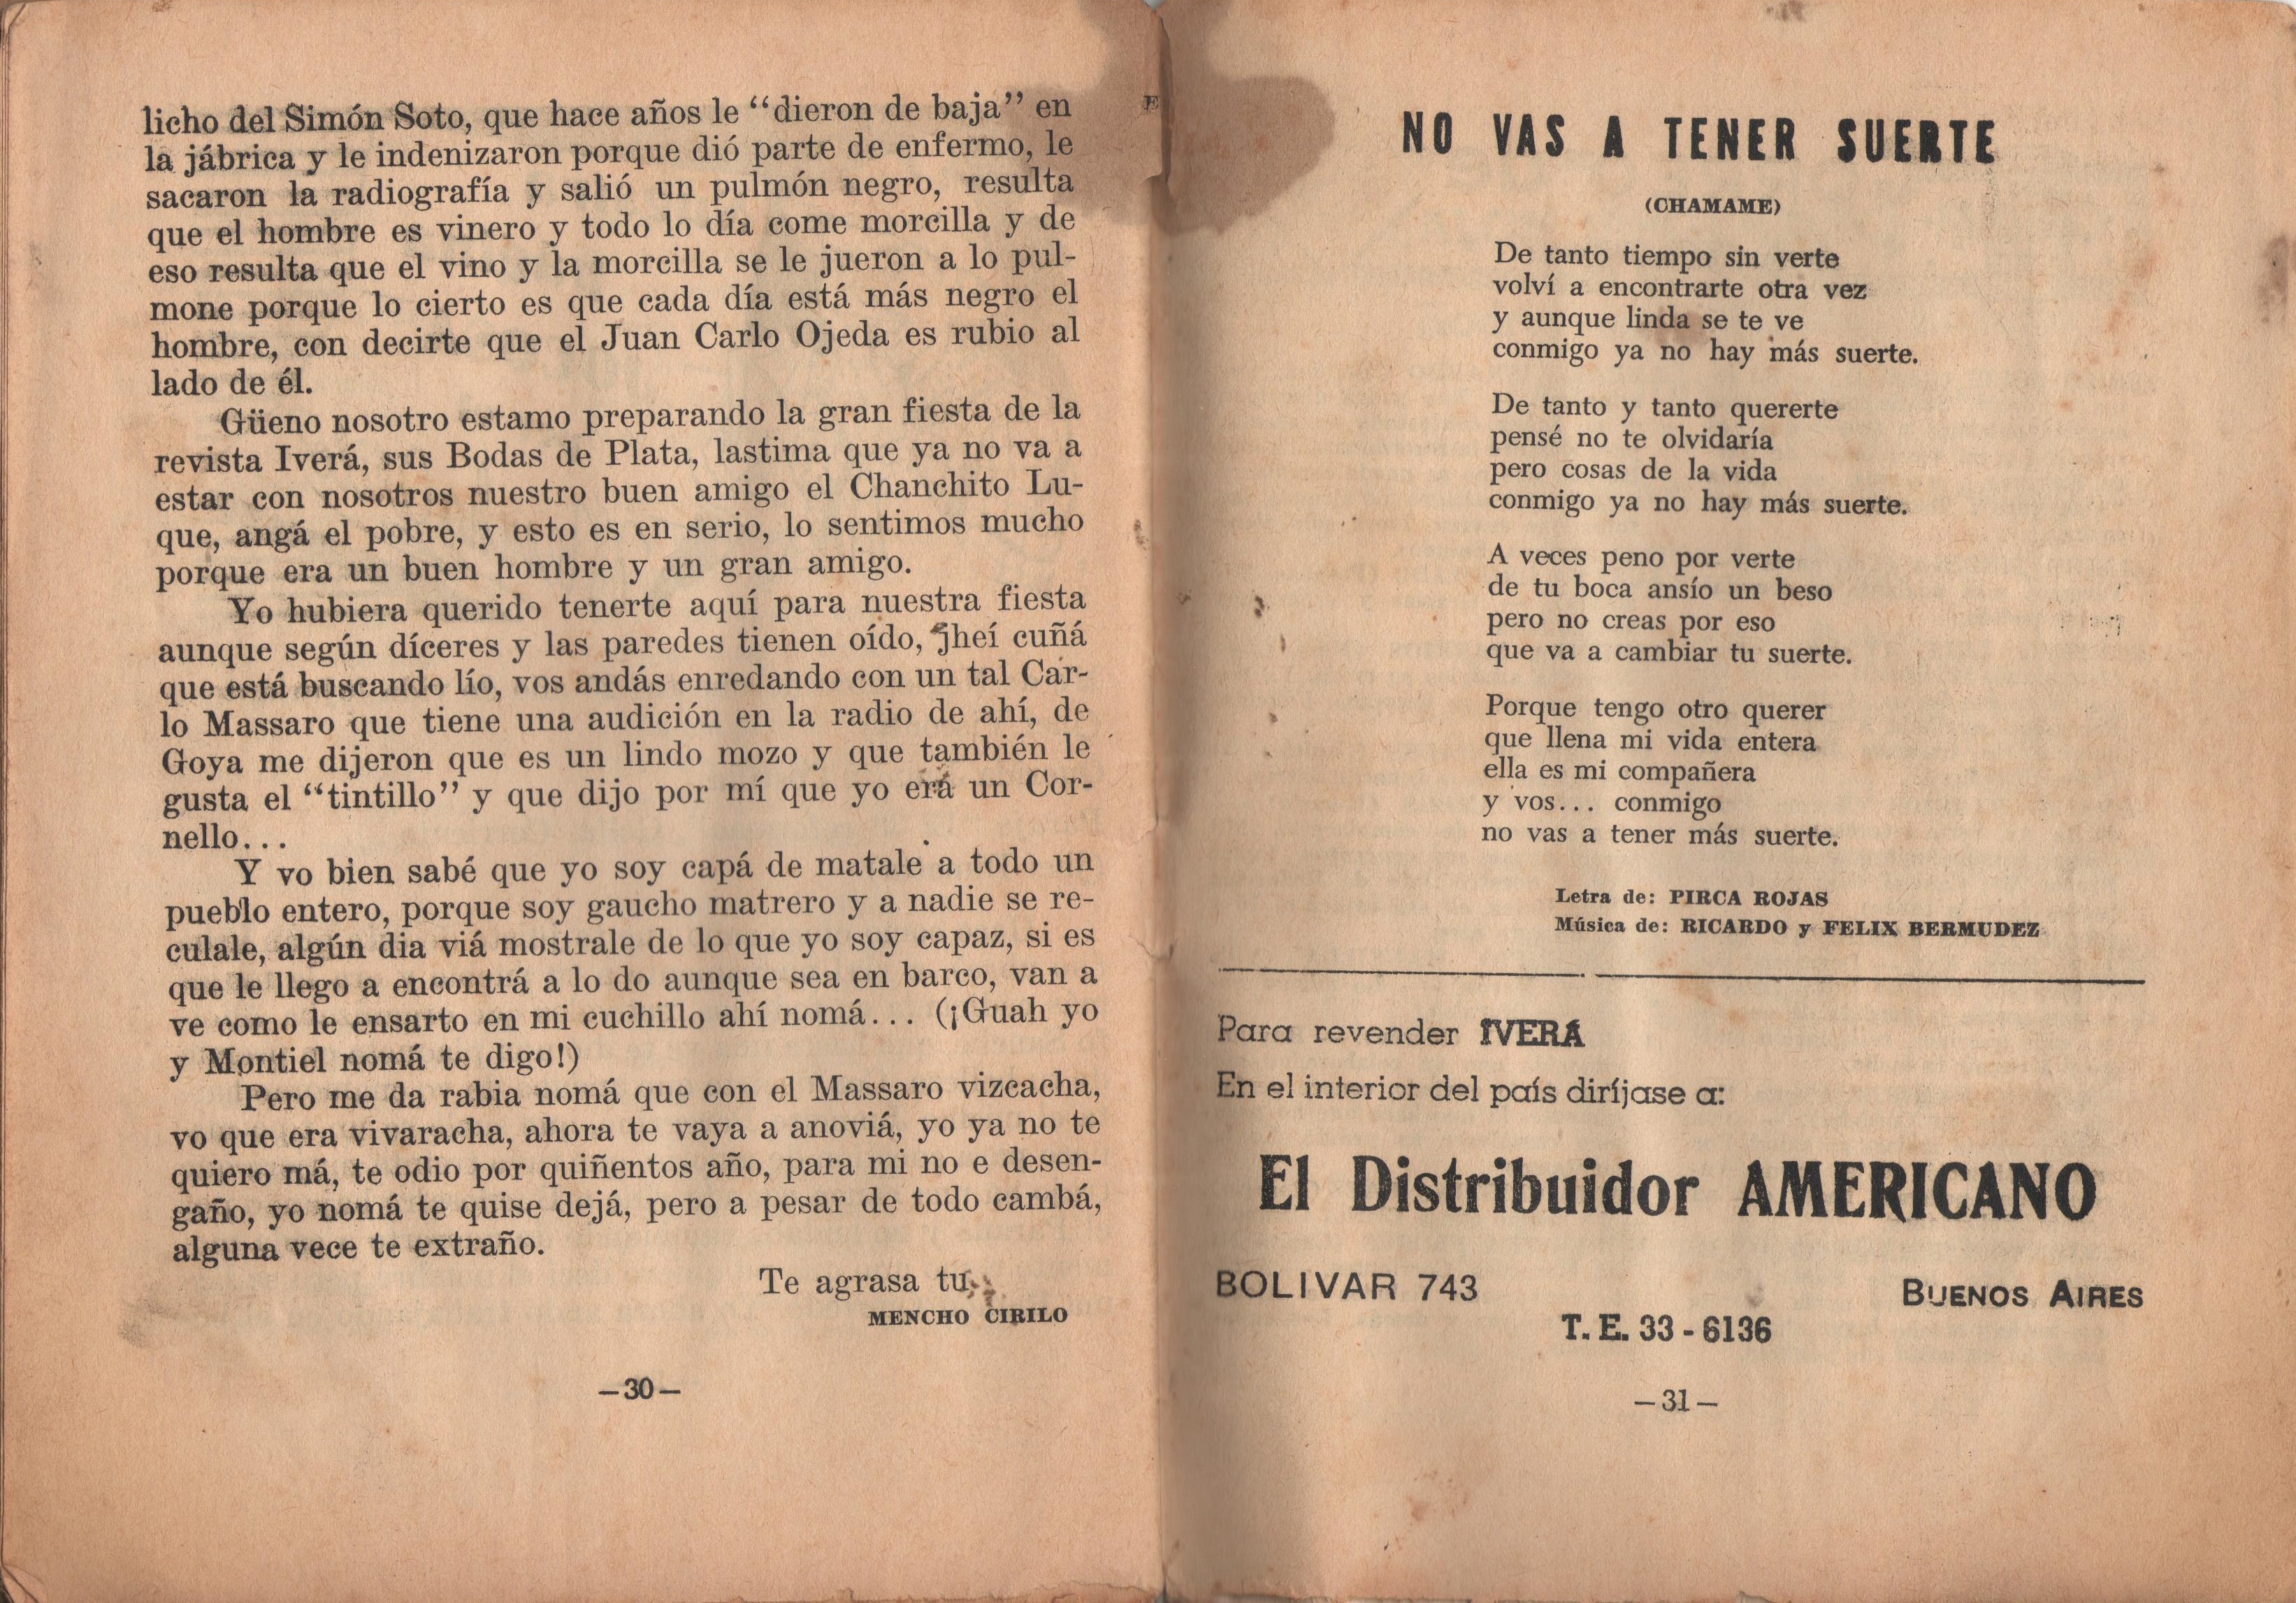 licho del Simón Soto, que hace años le “dieron de baja” en
la jábrica y le indenizaron porque dió parte de enfermo, le
sacaron la radiografía y salió un pulmón negro, resulta
que el hombre es vinero y todo lo día come morcilla y de
eso resulta que el vino y la morcilla se le jueron a lo pul-
mone porque lo cierto es que cada día está más negro el
hombre, con decirte que el Juan Carlo Ojeda es rubio al
lado de él.
Güeno nosotro estamo preparando la gran fiesta de la
revista Iverá, sus Bodas de Plata, lastima que ya no va a
estar con nosotros nuestro buen amigo el Chanchito Lu-
que, angá el pobre, y esto es en serio, lo sentimos mucho
porque era un buen hombre y un gran amigo.
Yo hubiera querido tenerte aquí para nuestra fiesta
aunque según díceres y las paredes tienen oído, jheí cuñá
que está buscando lío, vos andás enredando con un tal Car-
lo Massaro que tiene una audición en la radio de ahí, de
Goya me dijeron que es un lindo mozo y que también le
gusta el “tintillo” y que dijo por mí que yo erá un Cor-
nello...
Y vo bien sabé que yo soy capá de matale a todo un
pueblo entero, porque soy gaucho matrero y a nadie se re-
culale, algún dia viá mostrale de lo que yo soy capaz, si es
que le llego a encontrá a lo do aunque sea en barco, van a
ve como le ensarto en mi cuchillo ahí nomá... (¡Guah yo
y Montiel nomá te digo!)
Pero me da rabia nomá que con el Massaro vizcacha,
vo que era vivaracha, ahora te vaya a anoviá, yo ya no te
quiero má, te odio por quiñentos año, para mi no e desen-
gaño, yo nomá te quise dejá, pero a pesar de todo cambá,
alguna vece te extraño.
Te agrasa tu
MENCHO CIRILO
—30—
E
NO VAS A TENER SUERTE
(CHAMAME)
De tanto tiempo sin verte
volví a encontrarte otra vez
y aunque linda se te ve
conmigo ya no hay más suerte.
De tanto y tanto quererte
pensé no te olvidaría
pero cosas de la vida
conmigo ya no hay más suerte.
A veces peno por verte
de tu boca ansío un beso
pero no creas por eso
que va a cambiar tu suerte.
Porque tengo otro querer
que llena mi vida entera
ella es mi compañera
y vos... conmigo
no vas a tener más suerte.
Letra de: PIRCA ROJAS
Música de: RICARDO y FELIX BERMUDEZ
Para revender IVERÁ
En el interior del país diríjase a:
El Distribuidor AMERICANO
BOLIVAR 743
BUENOS AIRES
T. E. 33 - 6136
—31—